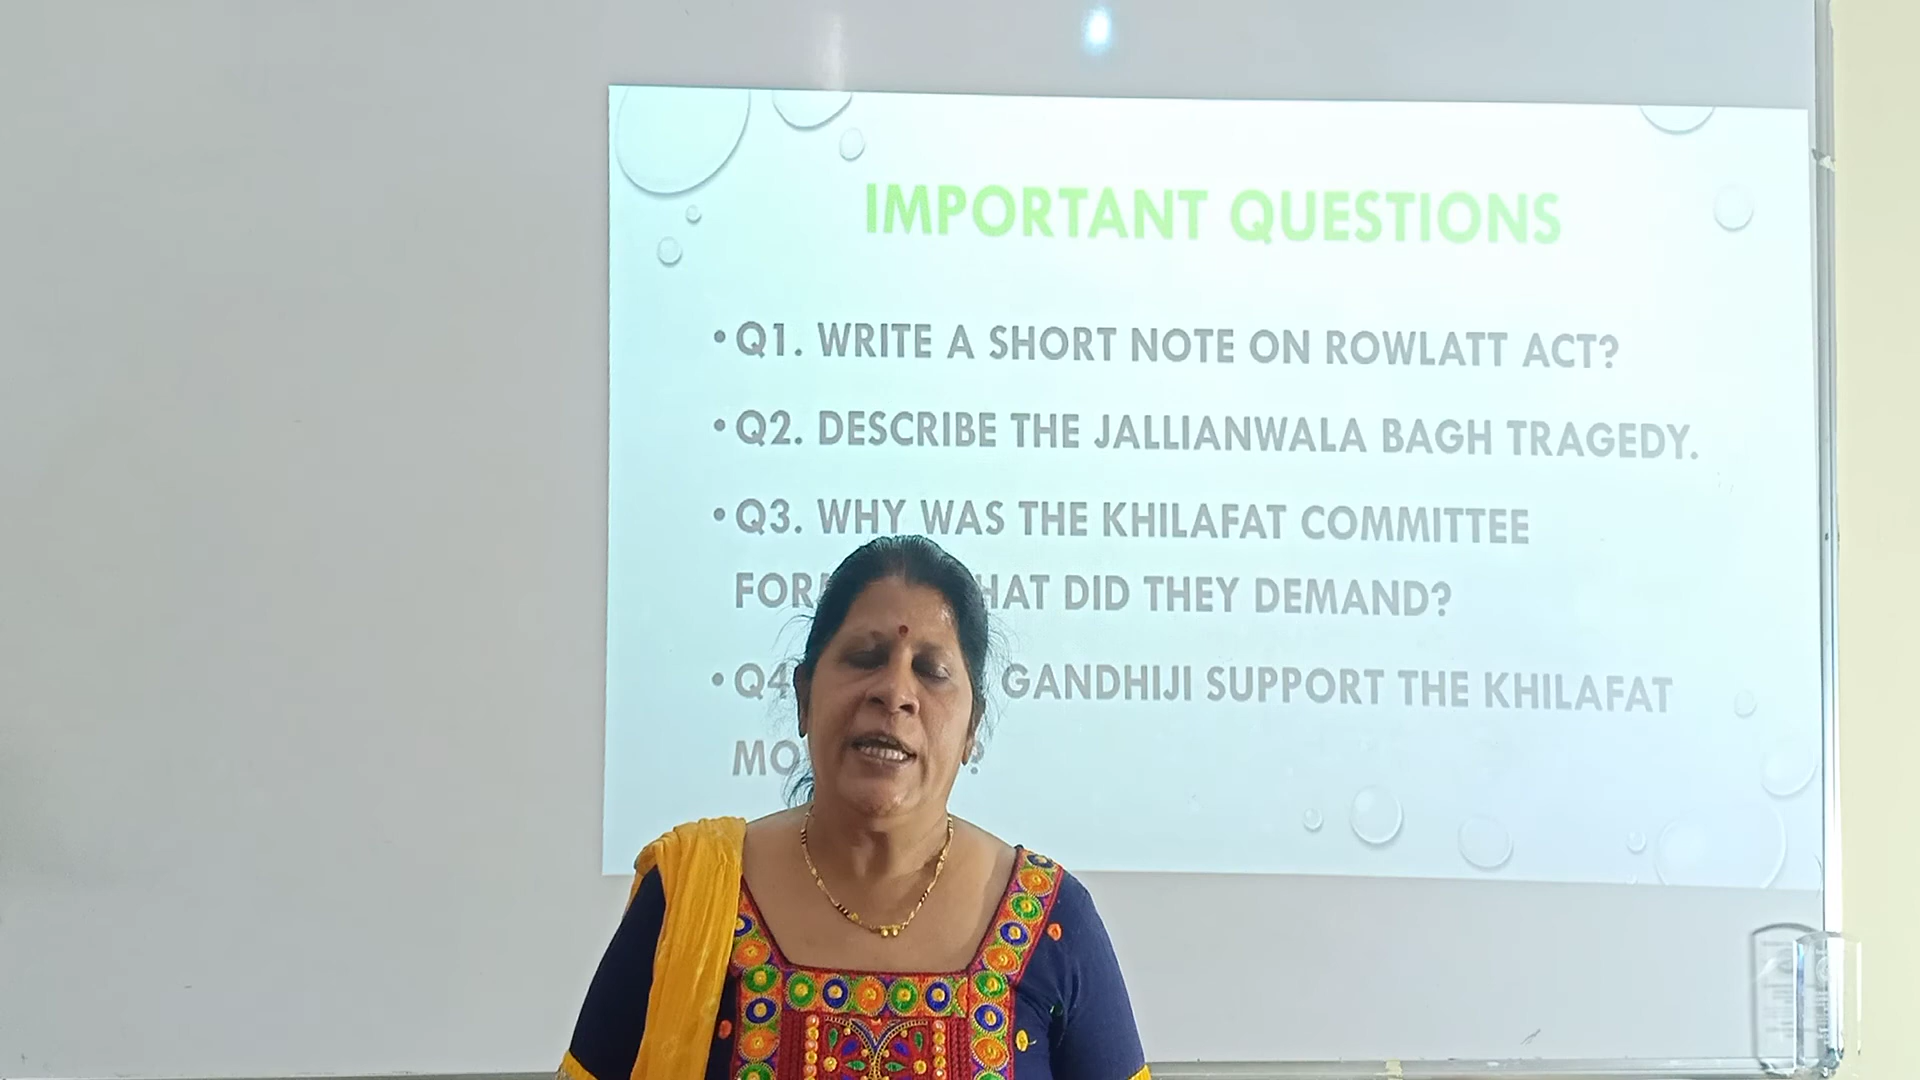 IMPORTANT QUESTIONS
• Q1. WRITE A SHORT NOTE ON ROWLATT ACT?
• Q2. DESCRIBE THE JALLIANWALA BAGH TRAGEDY.
• Q3. WHY WAS THE KHILAFAT COMMITTEE
DID THEY DEMAND?
• Q4 GANDHIJI SUPPORT THE KHILAFAT
?